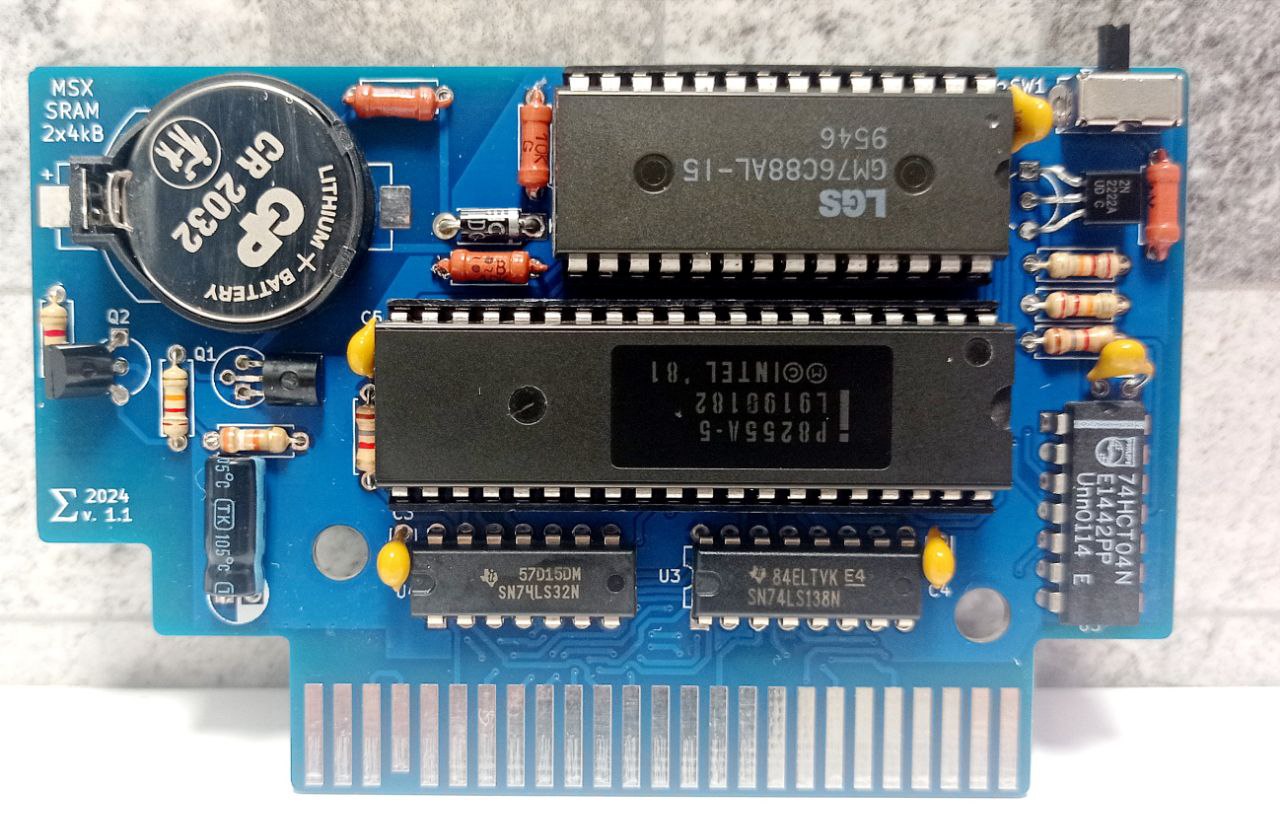 MSX
SRAM
2x4kB
+
LITHIUM + BATTERY
GP
CR 2032
10K
G
SW1
LGS
GM76C88AL-15
9546
2N
2222A
C
Q2
Q1
C5
P8255A-5
L9190182
Ⓜ©INTEL '81
74HCT04N
E1442PP
Unn0114 E
Σ 2024
v. 1.1
05°C (TK) 105°C
57D15DM
SN74LS32N
U3
84ELTVK E4
SN74LS138N
C4